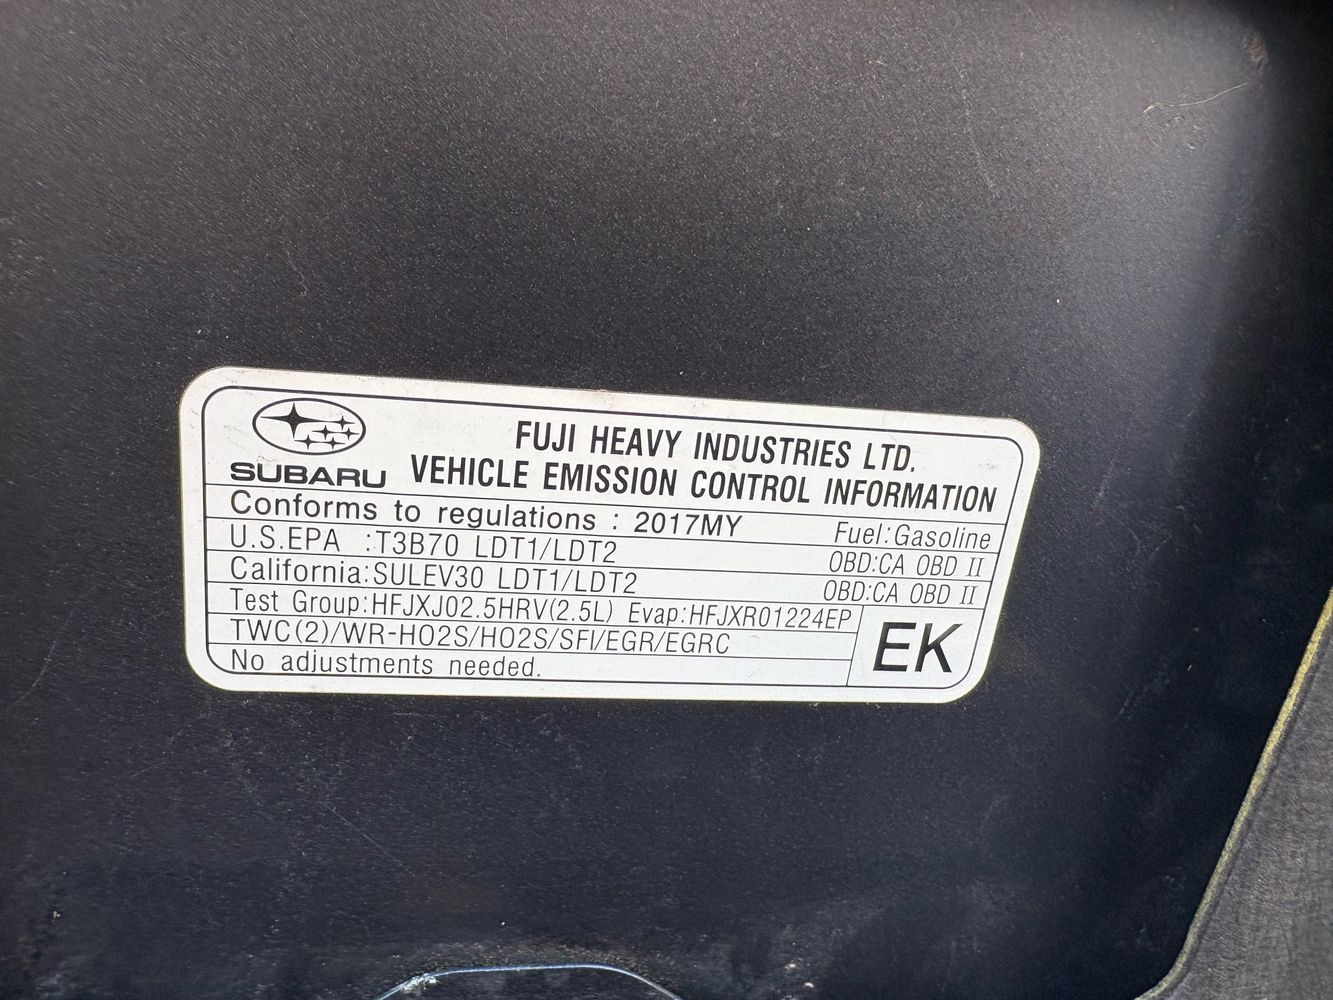 SUBARU
FUJI HEAVY INDUSTRIES LTD.
VEHICLE EMISSION CONTROL INFORMATION
Conforms to regulations : 2017MY Fuel:Gasoline
U.S.EPA :T3B70 LDT1/LDT2 OBD:CA OBD II
California:SULEV30 LDT1/LDT2 OBD:CA OBD II
Test Group:HFJXJ02.5HRV(2.5L) Evap:HFJXR01224EP
TWC(2)/WR-HO2S/HO2S/SFI/EGR/EGRC
No adjustments needed.
EK